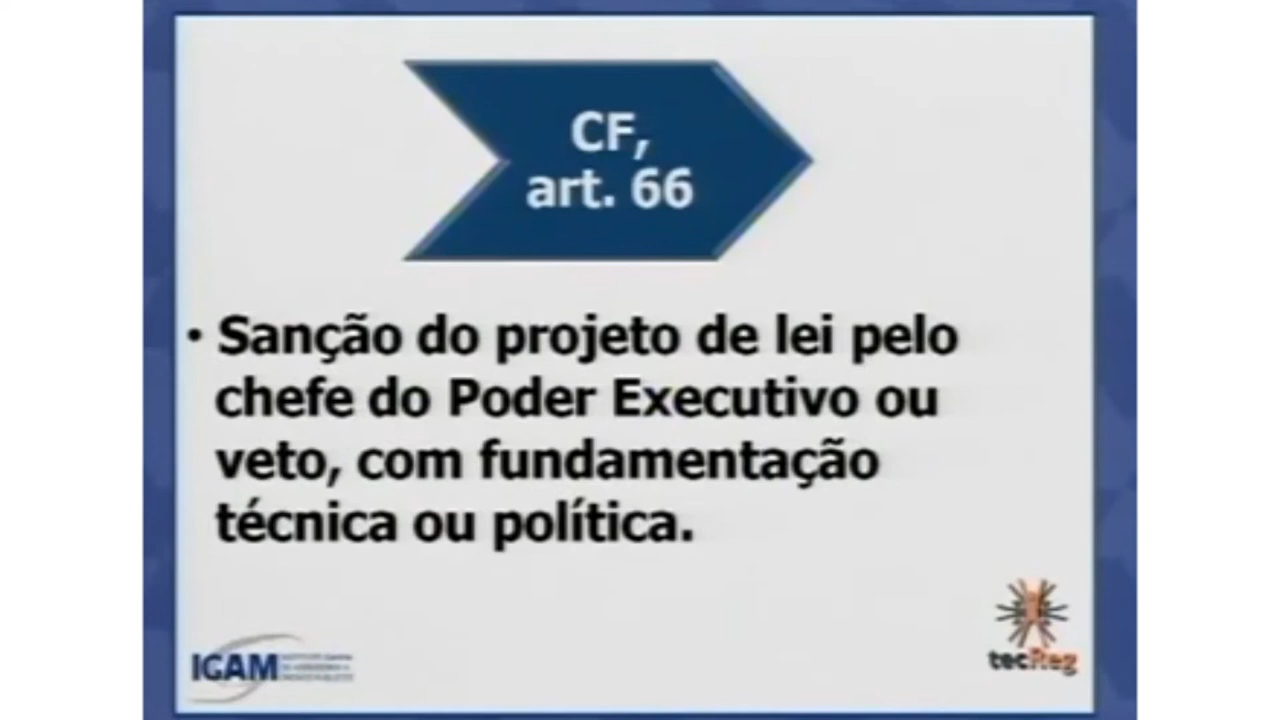 CF,
art. 66
• Sanção do projeto de lei pelo
chefe do Poder Executivo ou
veto, com fundamentação
técnica ou política.
IGAM
tecReg